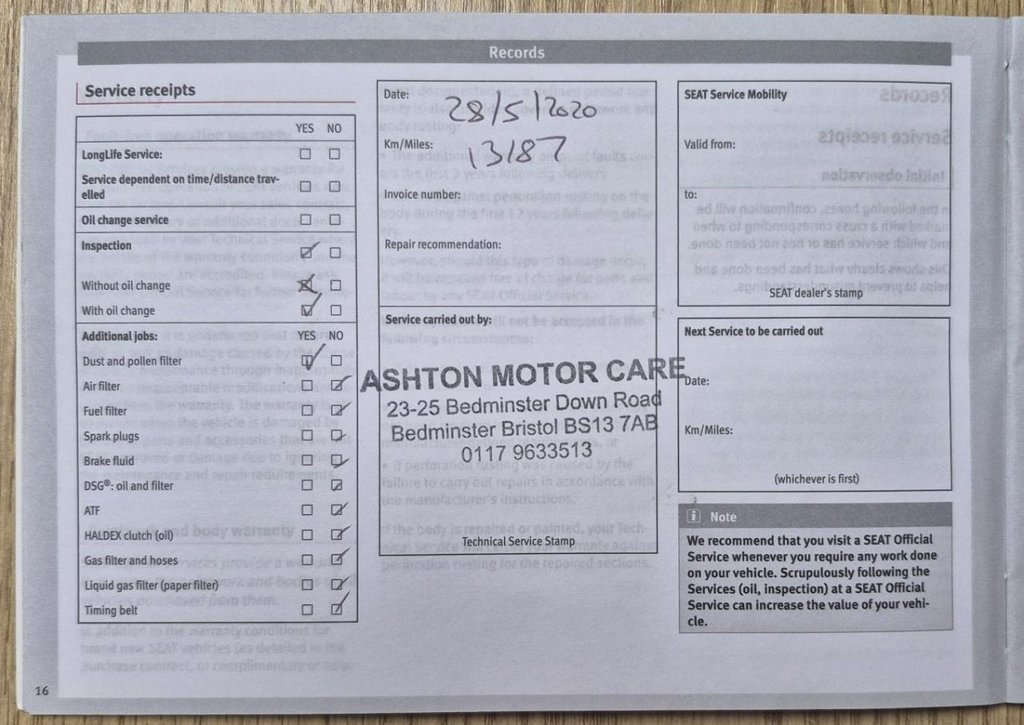 Records
Service receipts
YES NO
LongLife Service:
Service dependent on time/distance trav-
elled
Oil change service
Inspection
Without oil change
With oil change
Additional jobs: YES NO
Dust and pollen filter
Air filter
Fuel filter
Spark plugs
Brake fluid
DSG®: oil and filter
ATF
HALDEX clutch (oil)
Gas filter and hoses
Liquid gas filter (paper filter)
Timing belt
Date: 28/5/2020
Km/Miles: 13187
Invoice number:
Repair recommendation:
Service carried out by:
ASHTON MOTOR CARE
23-25 Bedminster Down Road
Bedminster Bristol BS13 7AB
0117 9633513
Technical Service Stamp
SEAT Service Mobility
Valid from:
to:
SEAT dealer's stamp
Next Service to be carried out
Date:
Km/Miles:
(whichever is first)
i Note
We recommend that you visit a SEAT Official
Service whenever you require any work done
on your vehicle. Scrupulously following the
Services (oil, inspection) at a SEAT Official
Service can increase the value of your vehi-
cle.
16